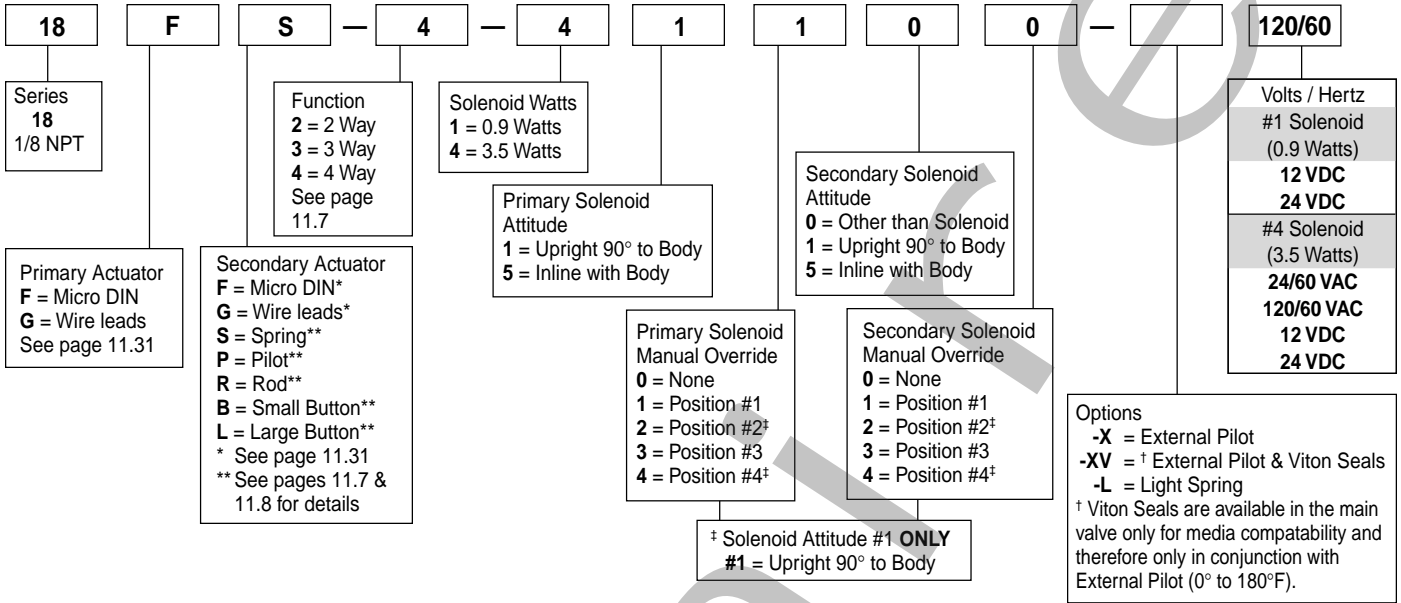 18 F S — 4 — 4 1 1 0 0 — 120/60
Series
18
1/8 NPT
Primary Actuator
F = Micro DIN
G = Wire leads
See page 11.31
Secondary Actuator
F = Micro DIN*
G = Wire leads*
S = Spring**
P = Pilot**
R = Rod**
B = Small Button**
L = Large Button**
* See page 11.31
** See pages 11.7 &
11.8 for details
Function
2 = 2 Way
3 = 3 Way
4 = 4 Way
See page
11.7
Solenoid Watts
1 = 0.9 Watts
4 = 3.5 Watts
Primary Solenoid
Attitude
1 = Upright 90° to Body
5 = Inline with Body
Primary Solenoid
Manual Override
0 = None
1 = Position #1
2 = Position #2‡
3 = Position #3
4 = Position #4‡
Secondary Solenoid
Attitude
0 = Other than Solenoid
1 = Upright 90° to Body
5 = Inline with Body
Secondary Solenoid
Manual Override
0 = None
1 = Position #1
2 = Position #2‡
3 = Position #3
4 = Position #4‡
‡ Solenoid Attitude #1 ONLY
#1 = Upright 90° to Body
Options
-X = External Pilot
-XV = † External Pilot & Viton Seals
-L = Light Spring
† Viton Seals are available in the main
valve only for media compatability and
therefore only in conjunction with
External Pilot (0° to 180°F).
Volts / Hertz
#1 Solenoid
(0.9 Watts)
12 VDC
24 VDC
#4 Solenoid
(3.5 Watts)
24/60 VAC
120/60 VAC
12 VDC
24 VDC